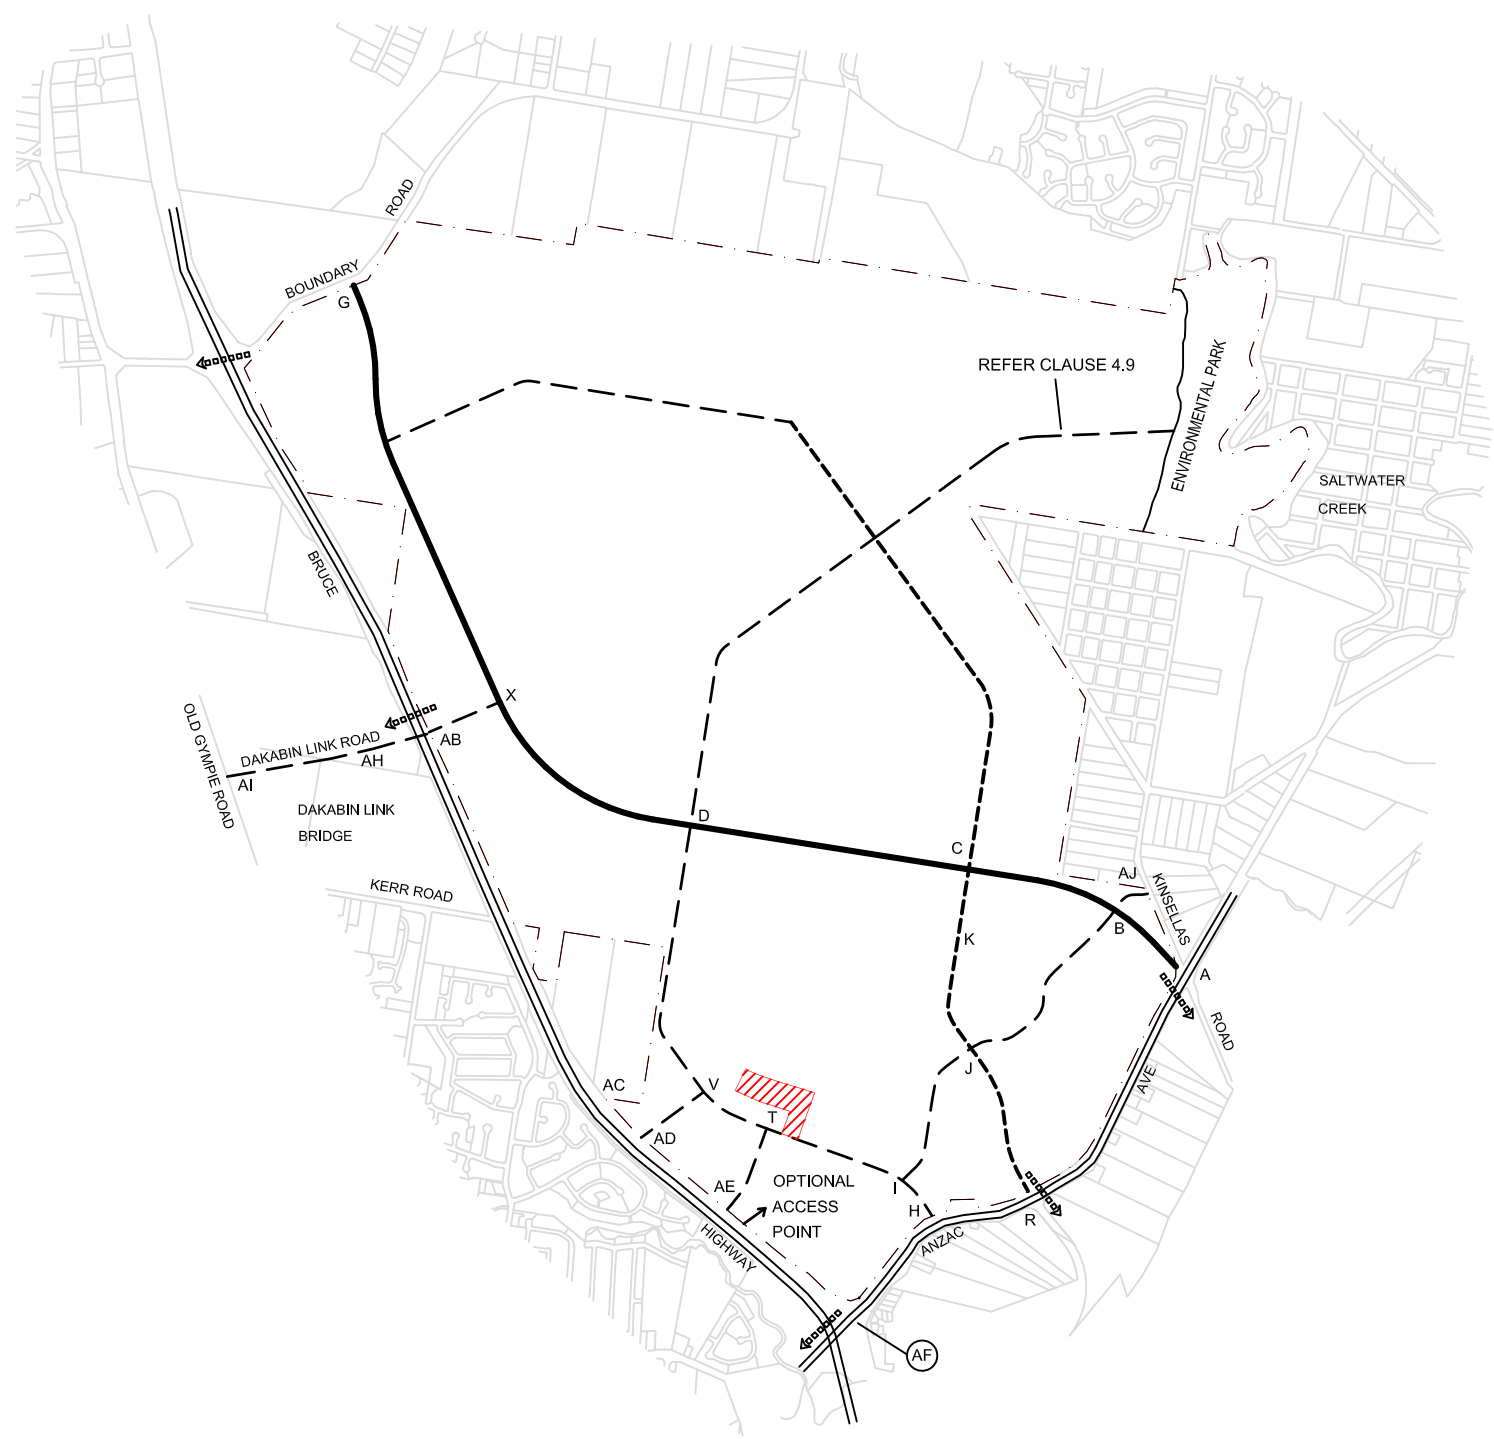 ROAD
BOUNDARY
G
REFER CLAUSE 4.9
ENVIRONMENTAL PARK
SALTWATER
CREEK
BRUCE
X
OLD GYMPIE ROAD
DAKABIN LINK ROAD
AB
AH
AI
DAKABIN LINK
BRIDGE
D
C
AJ
KINSELLAS
KERR ROAD
B
K
A
ROAD
J
AVE
AC
V
T
AD
AE
OPTIONAL
ACCESS
POINT
I
H
R
ANZAC
HIGHWAY
AF